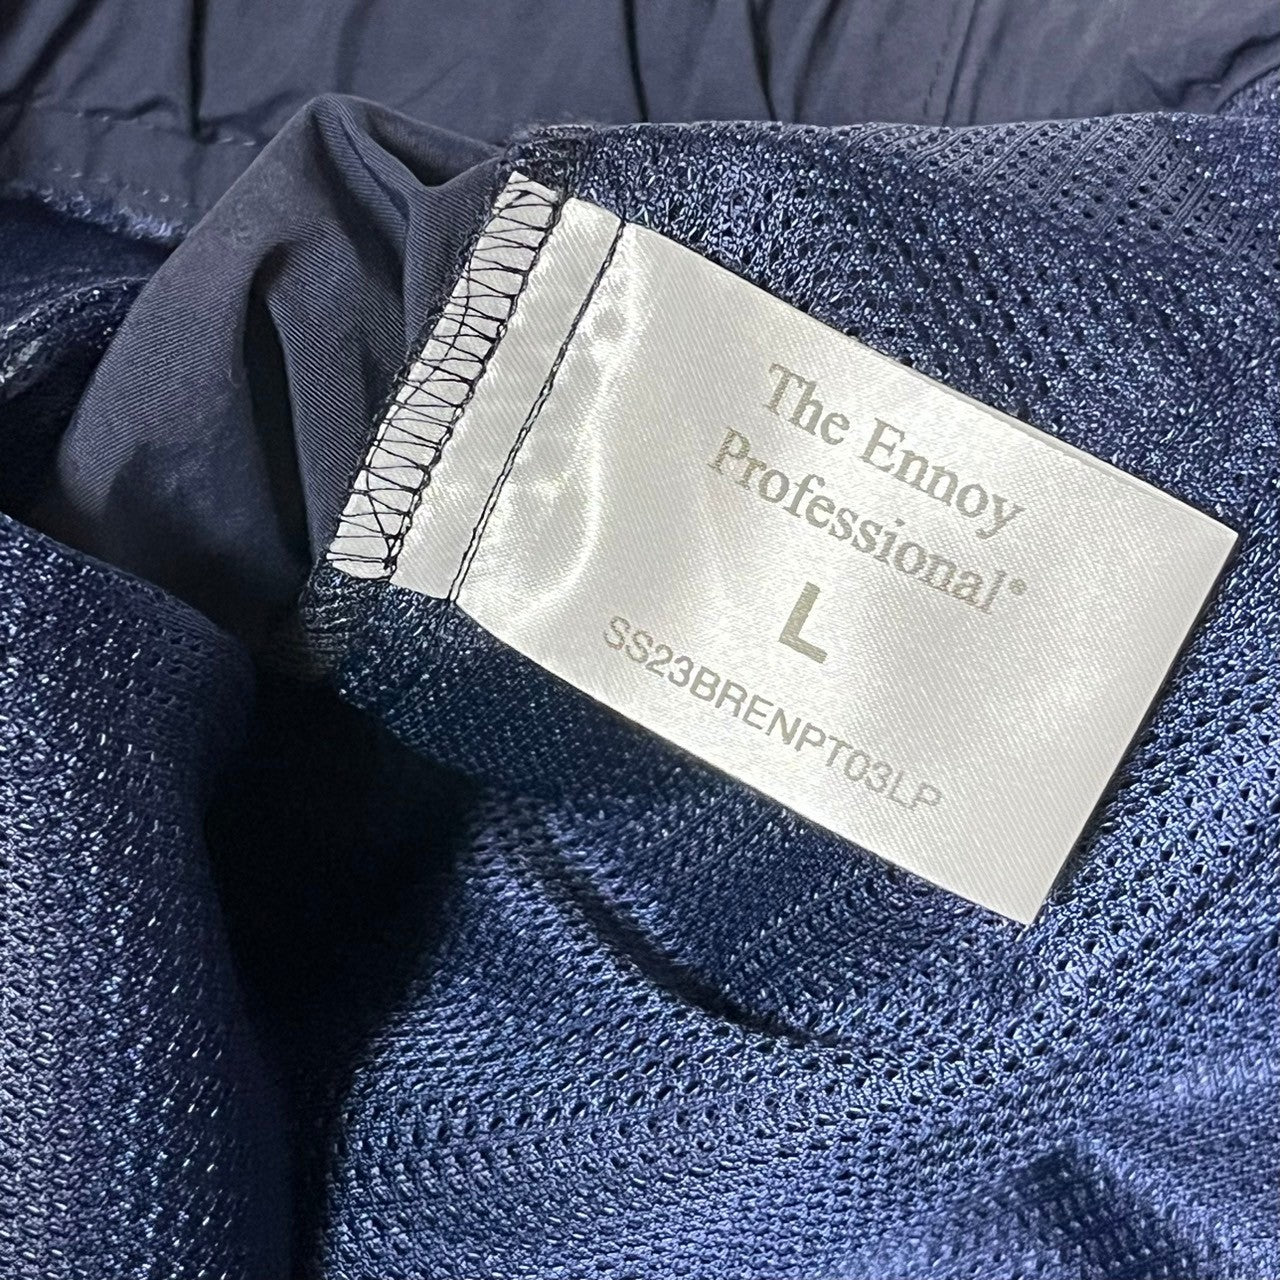 The Ennoy
Professional®
L
SS23BRENPT03LP